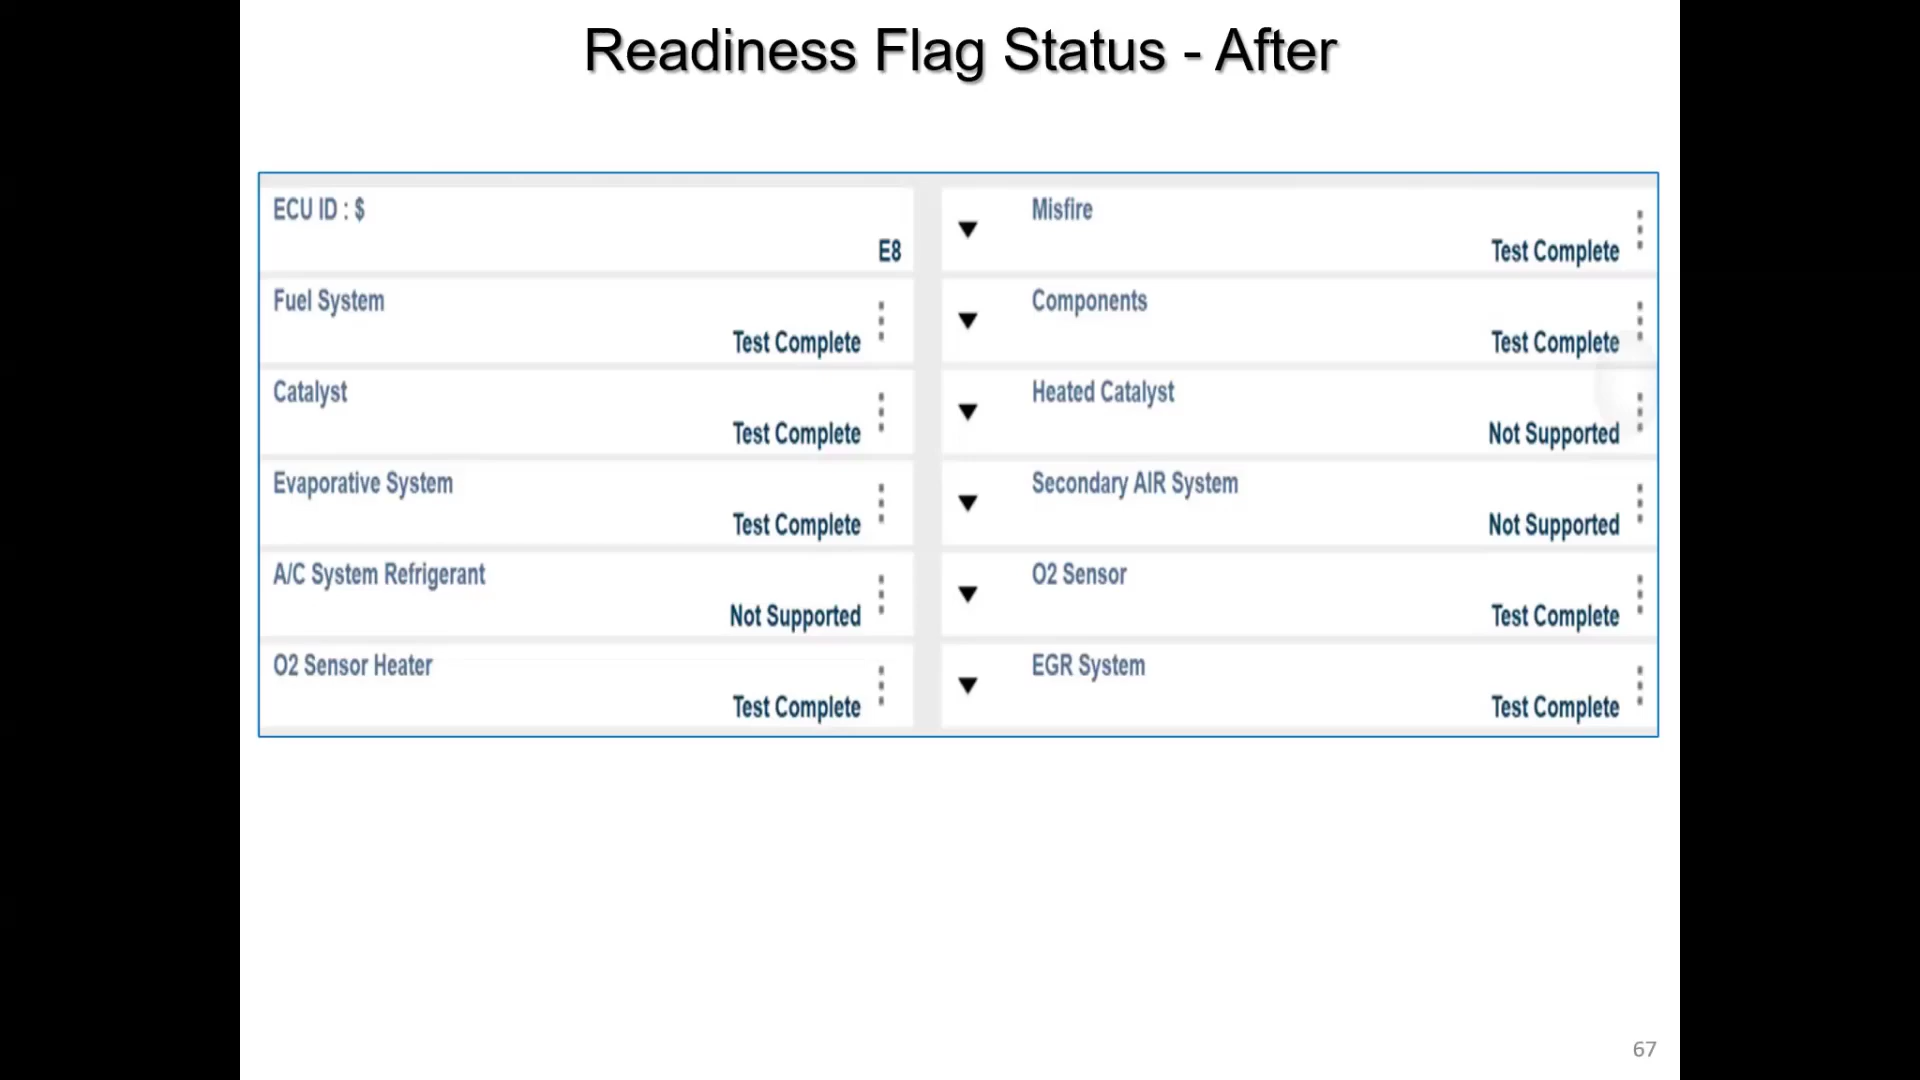 Readiness Flag Status - After
ECU ID : $
E8
Misfire
Test Complete
Fuel System
Test Complete
Components
Test Complete
Catalyst
Test Complete
Heated Catalyst
Not Supported
Evaporative System
Test Complete
Secondary AIR System
Not Supported
A/C System Refrigerant
Not Supported
O2 Sensor
Test Complete
O2 Sensor Heater
Test Complete
EGR System
Test Complete
67